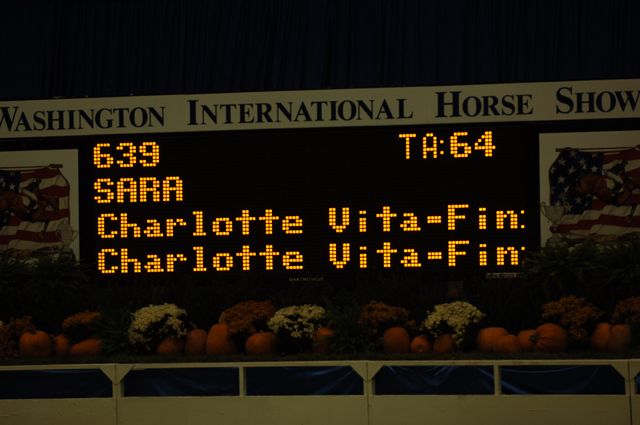 WASHINGTON INTERNATIONAL HORSE SHOW
639 TA:64
SARA
Charlotte Vita-Fin
Charlotte Vita-Fin